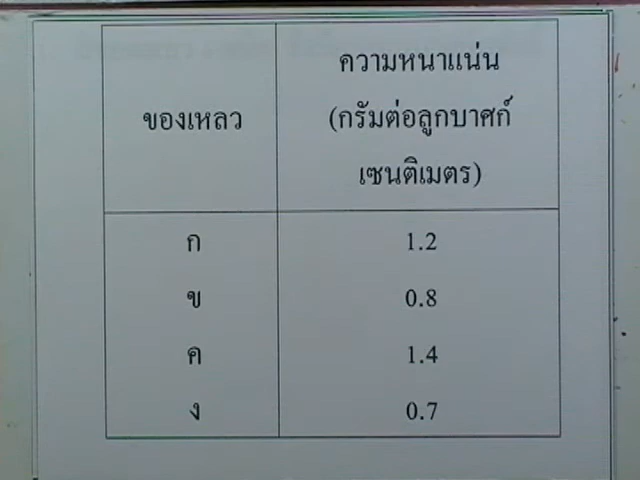 ของเหลว
ความหนาแน่น
(กรัมต่อลูกบาศก์
เซนติเมตร)
ก 1.2
ข 0.8
ค 1.4
ง 0.7